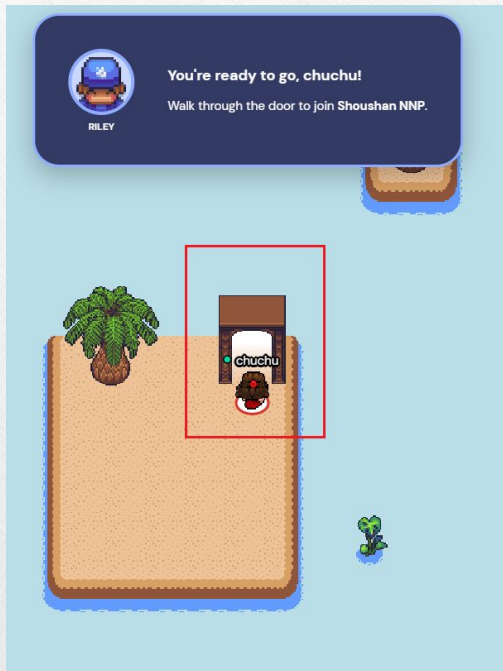 You're ready to go, chuchu!
Walk through the door to join Shoushan NNP.
RILEY
chuchu